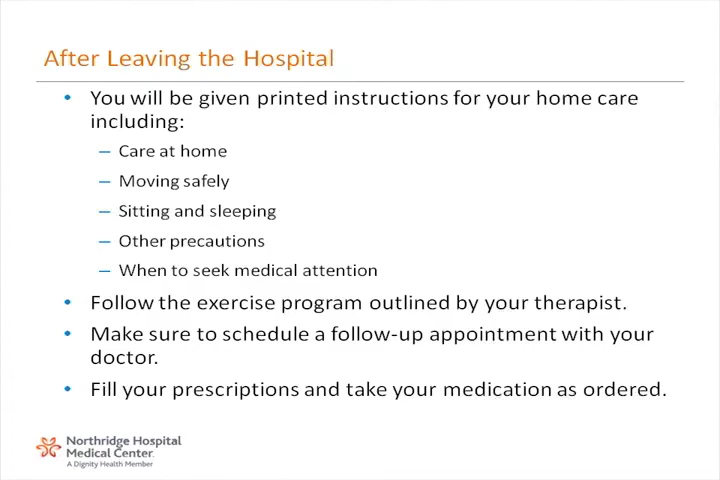 After Leaving the Hospital
• You will be given printed instructions for your home care
including:
– Care at home
– Moving safely
– Sitting and sleeping
– Other precautions
– When to seek medical attention
• Follow the exercise program outlined by your therapist.
• Make sure to schedule a follow-up appointment with your
doctor.
• Fill your prescriptions and take your medication as ordered.
Northridge Hospital
Medical Center.
A Dignity Health Member